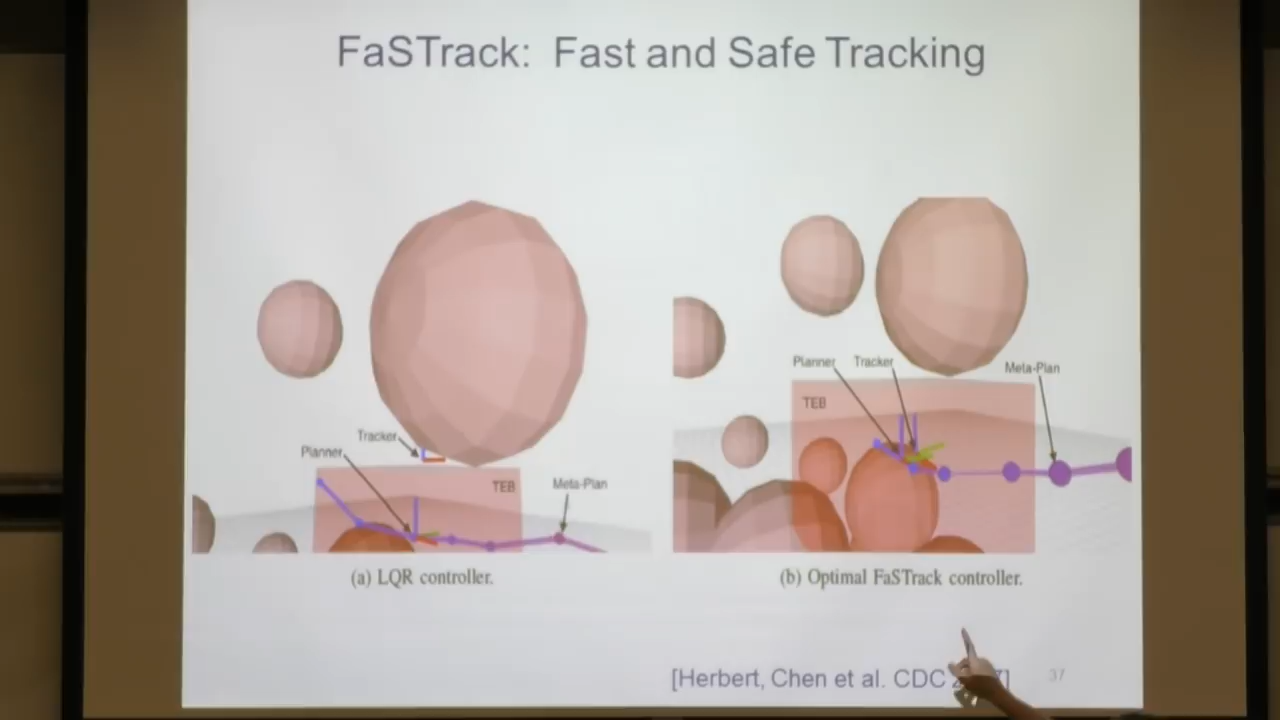 FaSTrack: Fast and Safe Tracking
Tracker
Planner
TEB
Meta-Plan
(a) LQR controller.
Planner
Tracker
Meta-Plan
TEB
(b) Optimal FaSTrack controller.
[Herbert, Chen et al. CDC
37